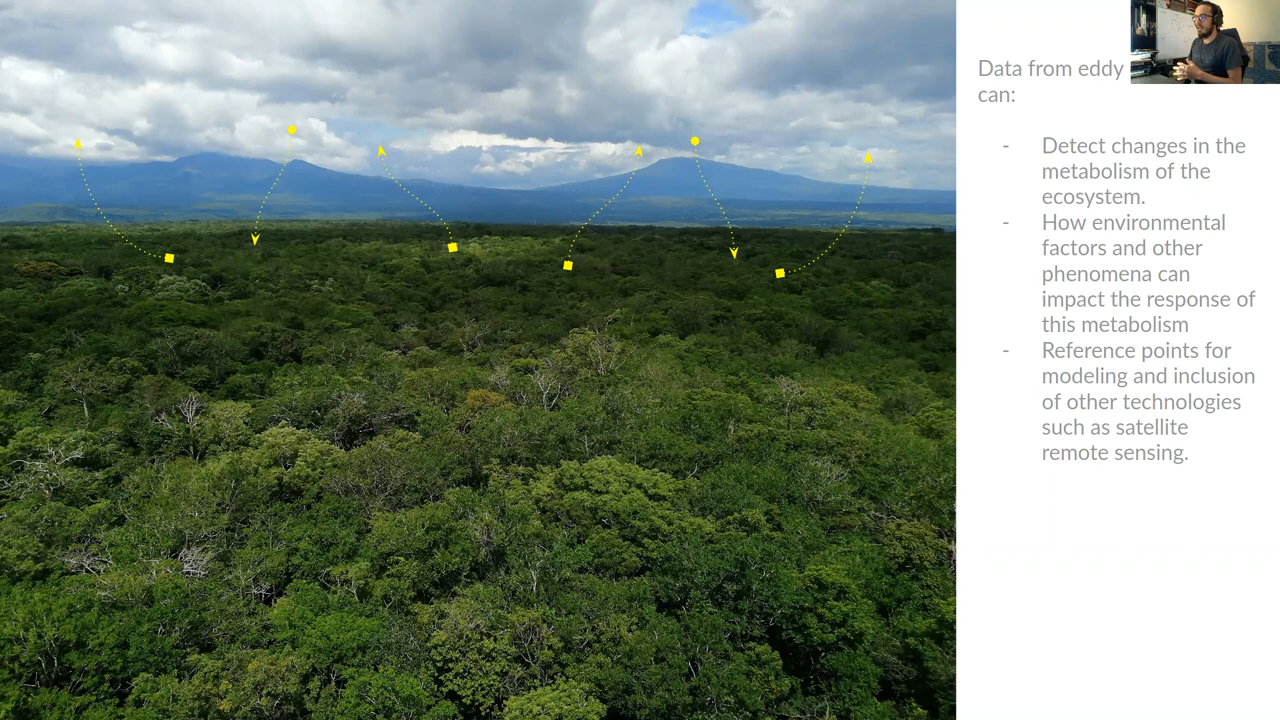 Data from eddy
can:
- Detect changes in the
metabolism of the
ecosystem.
- How environmental
factors and other
phenomena can
impact the response of
this metabolism
- Reference points for
modeling and inclusion
of other technologies
such as satellite
remote sensing.